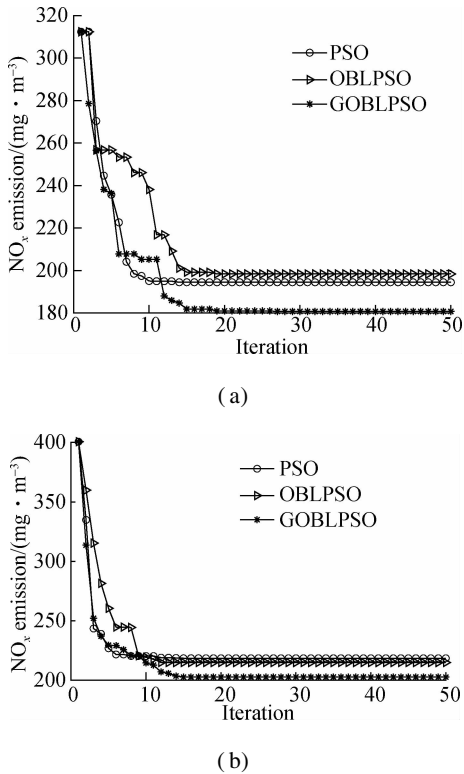 320
300
280
260
240
220
200
180
NOx emission/(mg · m⁻³)
PSO
OBLPSO
GOBLPSO
0 10 20 30 40 50
Iteration
(a)
400
350
300
250
200
NOx emission/(mg · m⁻³)
PSO
OBLPSO
GOBLPSO
0 10 20 30 40 50
Iteration
(b)